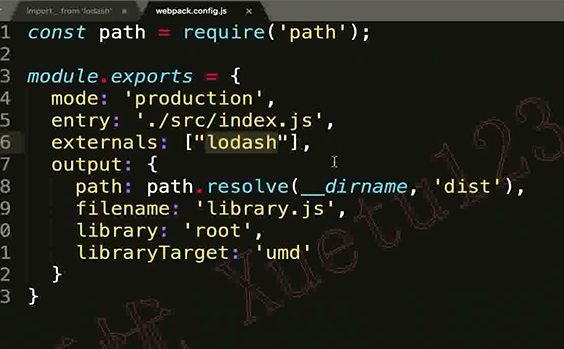 import _ from 'lodash'
webpack.config.js ×
1 const path = require('path');
2
3 module.exports = {
4 mode: 'production',
5 entry: './src/index.js',
6 externals: ["lodash"],
7 output: {
8 path: path.resolve(__dirname, 'dist'),
9 filename: 'library.js',
0 library: 'root',
1 libraryTarget: 'umd'
2 }
3 }
Xuetu123